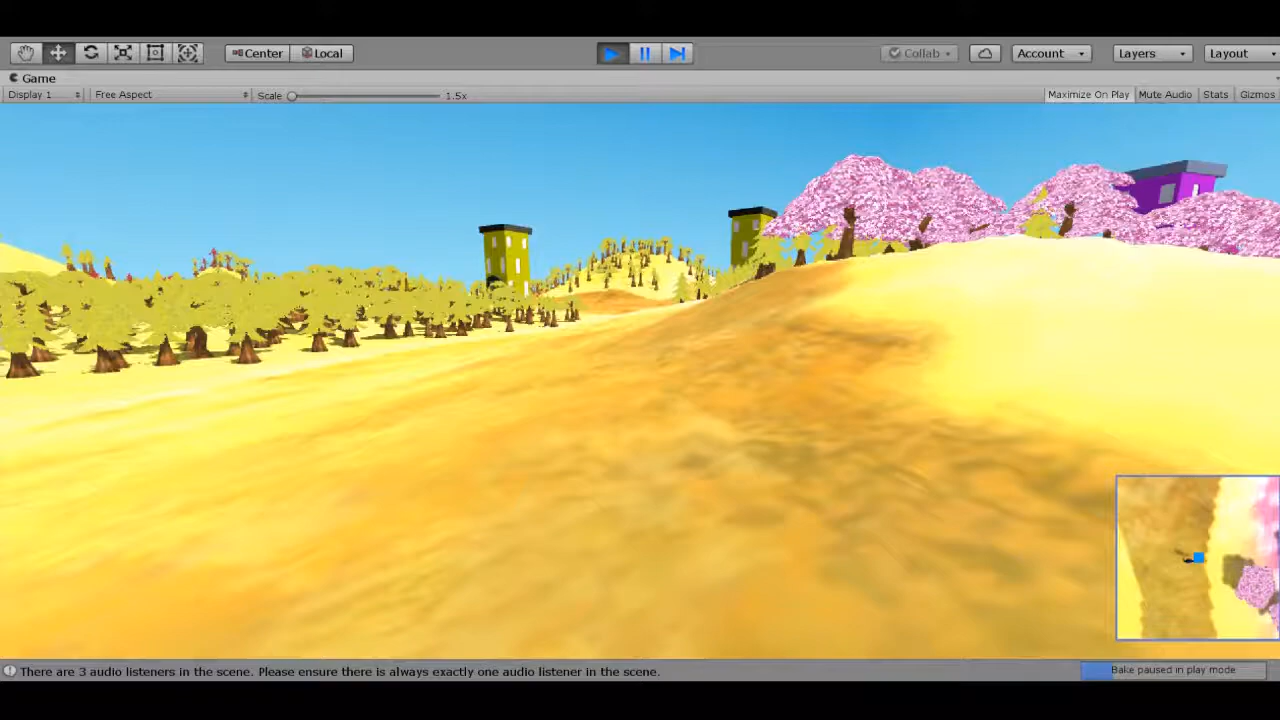 Center Local Collab Account Layers Layout
Game
Display 1 Free Aspect Scale 1.5x Maximize On Play Mute Audio Stats Gizmos
There are 3 audio listeners in the scene. Please ensure there is always exactly one audio listener in the scene. Bake paused in play mode